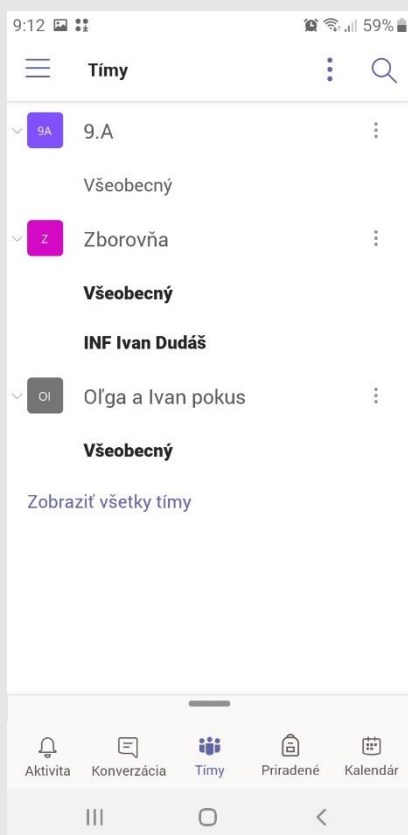 9:12 59%
Tímy
9A 9.A
Všeobecný
Z Zborovňa
Všeobecný
INF Ivan Dudáš
OI Oľga a Ivan pokus
Všeobecný
Zobraziť všetky tímy
Aktivita Konverzácia Tímy Priradené Kalendár